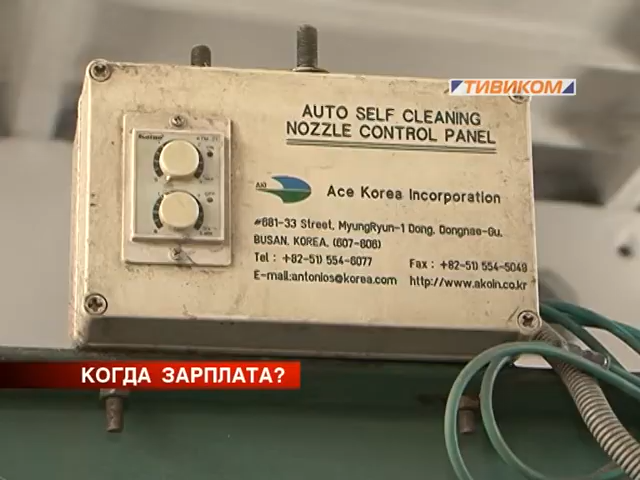 ТИВИКОМ
AUTO SELF CLEANING
NOZZLE CONTROL PANEL
AKI
Ace Korea Incorporation
#681-33 Street, MyungRyun-1 Dong, Dongnae-Gu,
BUSAN, KOREA, (607-806)
Tel : +82-51) 554-6077 Fax : +82-51) 554-5049
E-mail:antonios@korea.com http://www.akoin.co.kr
КОГДА ЗАРПЛАТА?